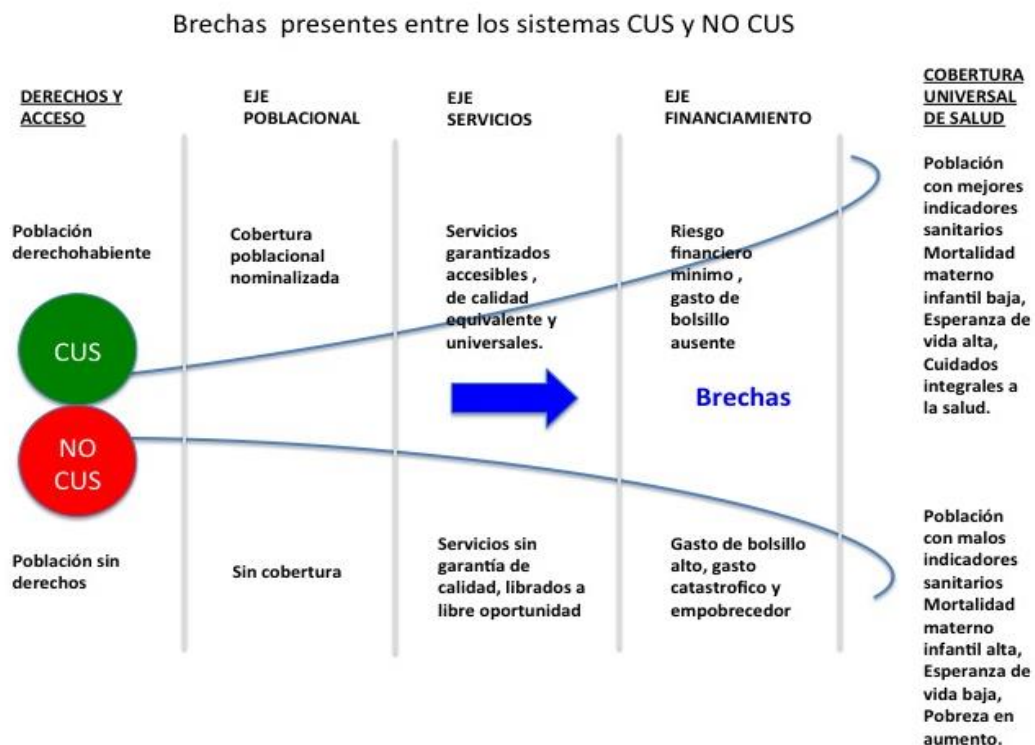 Brechas presentes entre los sistemas CUS y NO CUS
DERECHOS Y
ACCESO
EJE
POBLACIONAL
EJE
SERVICIOS
EJE
FINANCIAMIENTO
COBERTURA
UNIVERSAL
DE SALUD
Población
derechohabiente
Cobertura
poblacional
nominalizada
Servicios
garantizados
accesibles ,
de calidad
equivalente y
universales.
Riesgo
financiero
minimo ,
gasto de
bolsillo
ausente
Población
con mejores
indicadores
sanitarios
Mortalidad
materno
infantil baja,
Esperanza de
vida alta,
Cuidados
integrales a
la salud.
CUS
Brechas
NO
CUS
Población sin
derechos
Sin cobertura
Servicios sin
garantía de
calidad, librados a
libre oportunidad
Gasto de bolsillo
alto, gasto
catastrofico y
empobrecedor
Población
con malos
indicadores
sanitarios
Mortalidad
materno
infantil alta,
Esperanza de
vida baja,
Pobreza en
aumento.